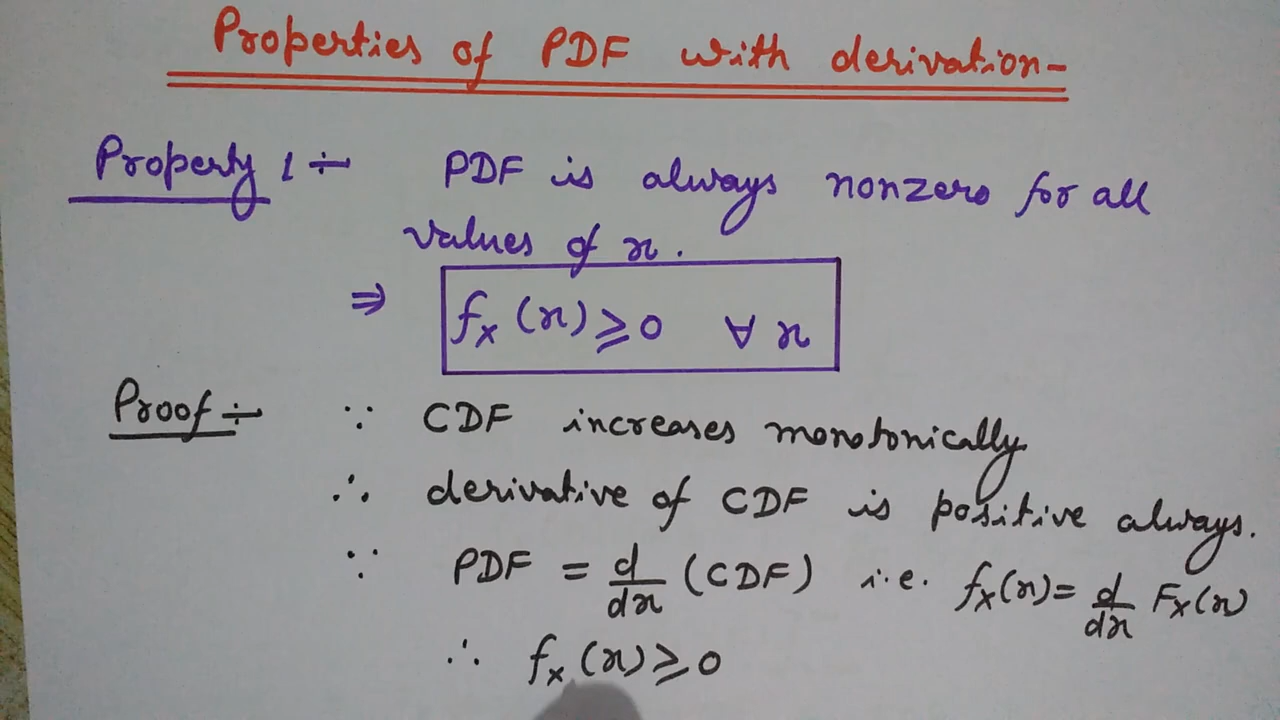 Properties of PDF with derivation-
Property 1 ÷ PDF is always nonzero for all
values of x.
⇒ fₓ (x) ⩾ 0 ∀ x
Proof ÷ ∵ CDF increases monotonically
∴ derivative of CDF is positive always.
∵ PDF = d/dx (CDF) i.e. fₓ(x) = d/dx Fₓ(x)
∴ fₓ (x) ⩾ 0